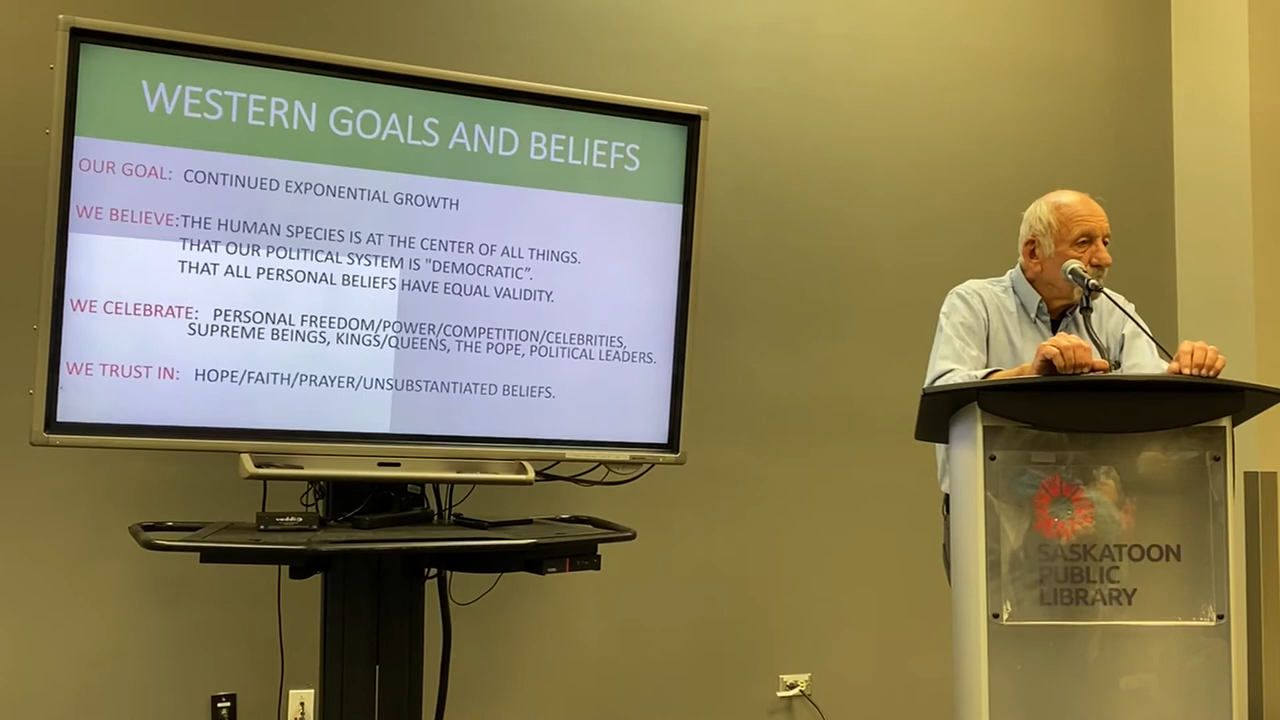 WESTERN GOALS AND BELIEFS
OUR GOAL: CONTINUED EXPONENTIAL GROWTH
WE BELIEVE: THE HUMAN SPECIES IS AT THE CENTER OF ALL THINGS.
THAT OUR POLITICAL SYSTEM IS "DEMOCRATIC”.
THAT ALL PERSONAL BELIEFS HAVE EQUAL VALIDITY.
WE CELEBRATE: PERSONAL FREEDOM/POWER/COMPETITION/CELEBRITIES,
SUPREME BEINGS, KINGS/QUEENS, THE POPE, POLITICAL LEADERS.
WE TRUST IN: HOPE/FAITH/PRAYER/UNSUBSTANTIATED BELIEFS.
SASKATOON
PUBLIC
LIBRARY